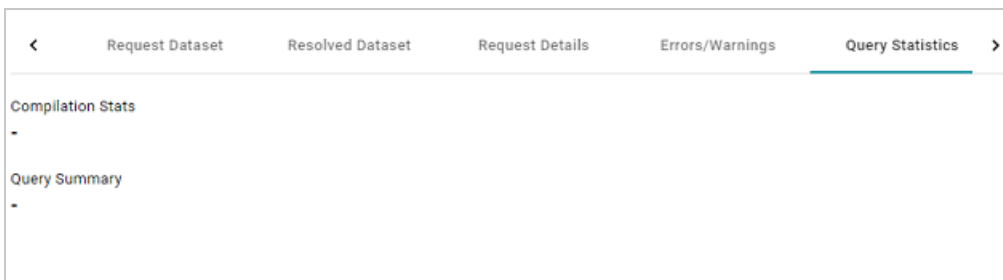 Request Dataset Resolved Dataset Request Details Errors/Warnings Query Statistics
Compilation Stats
-
Query Summary
-